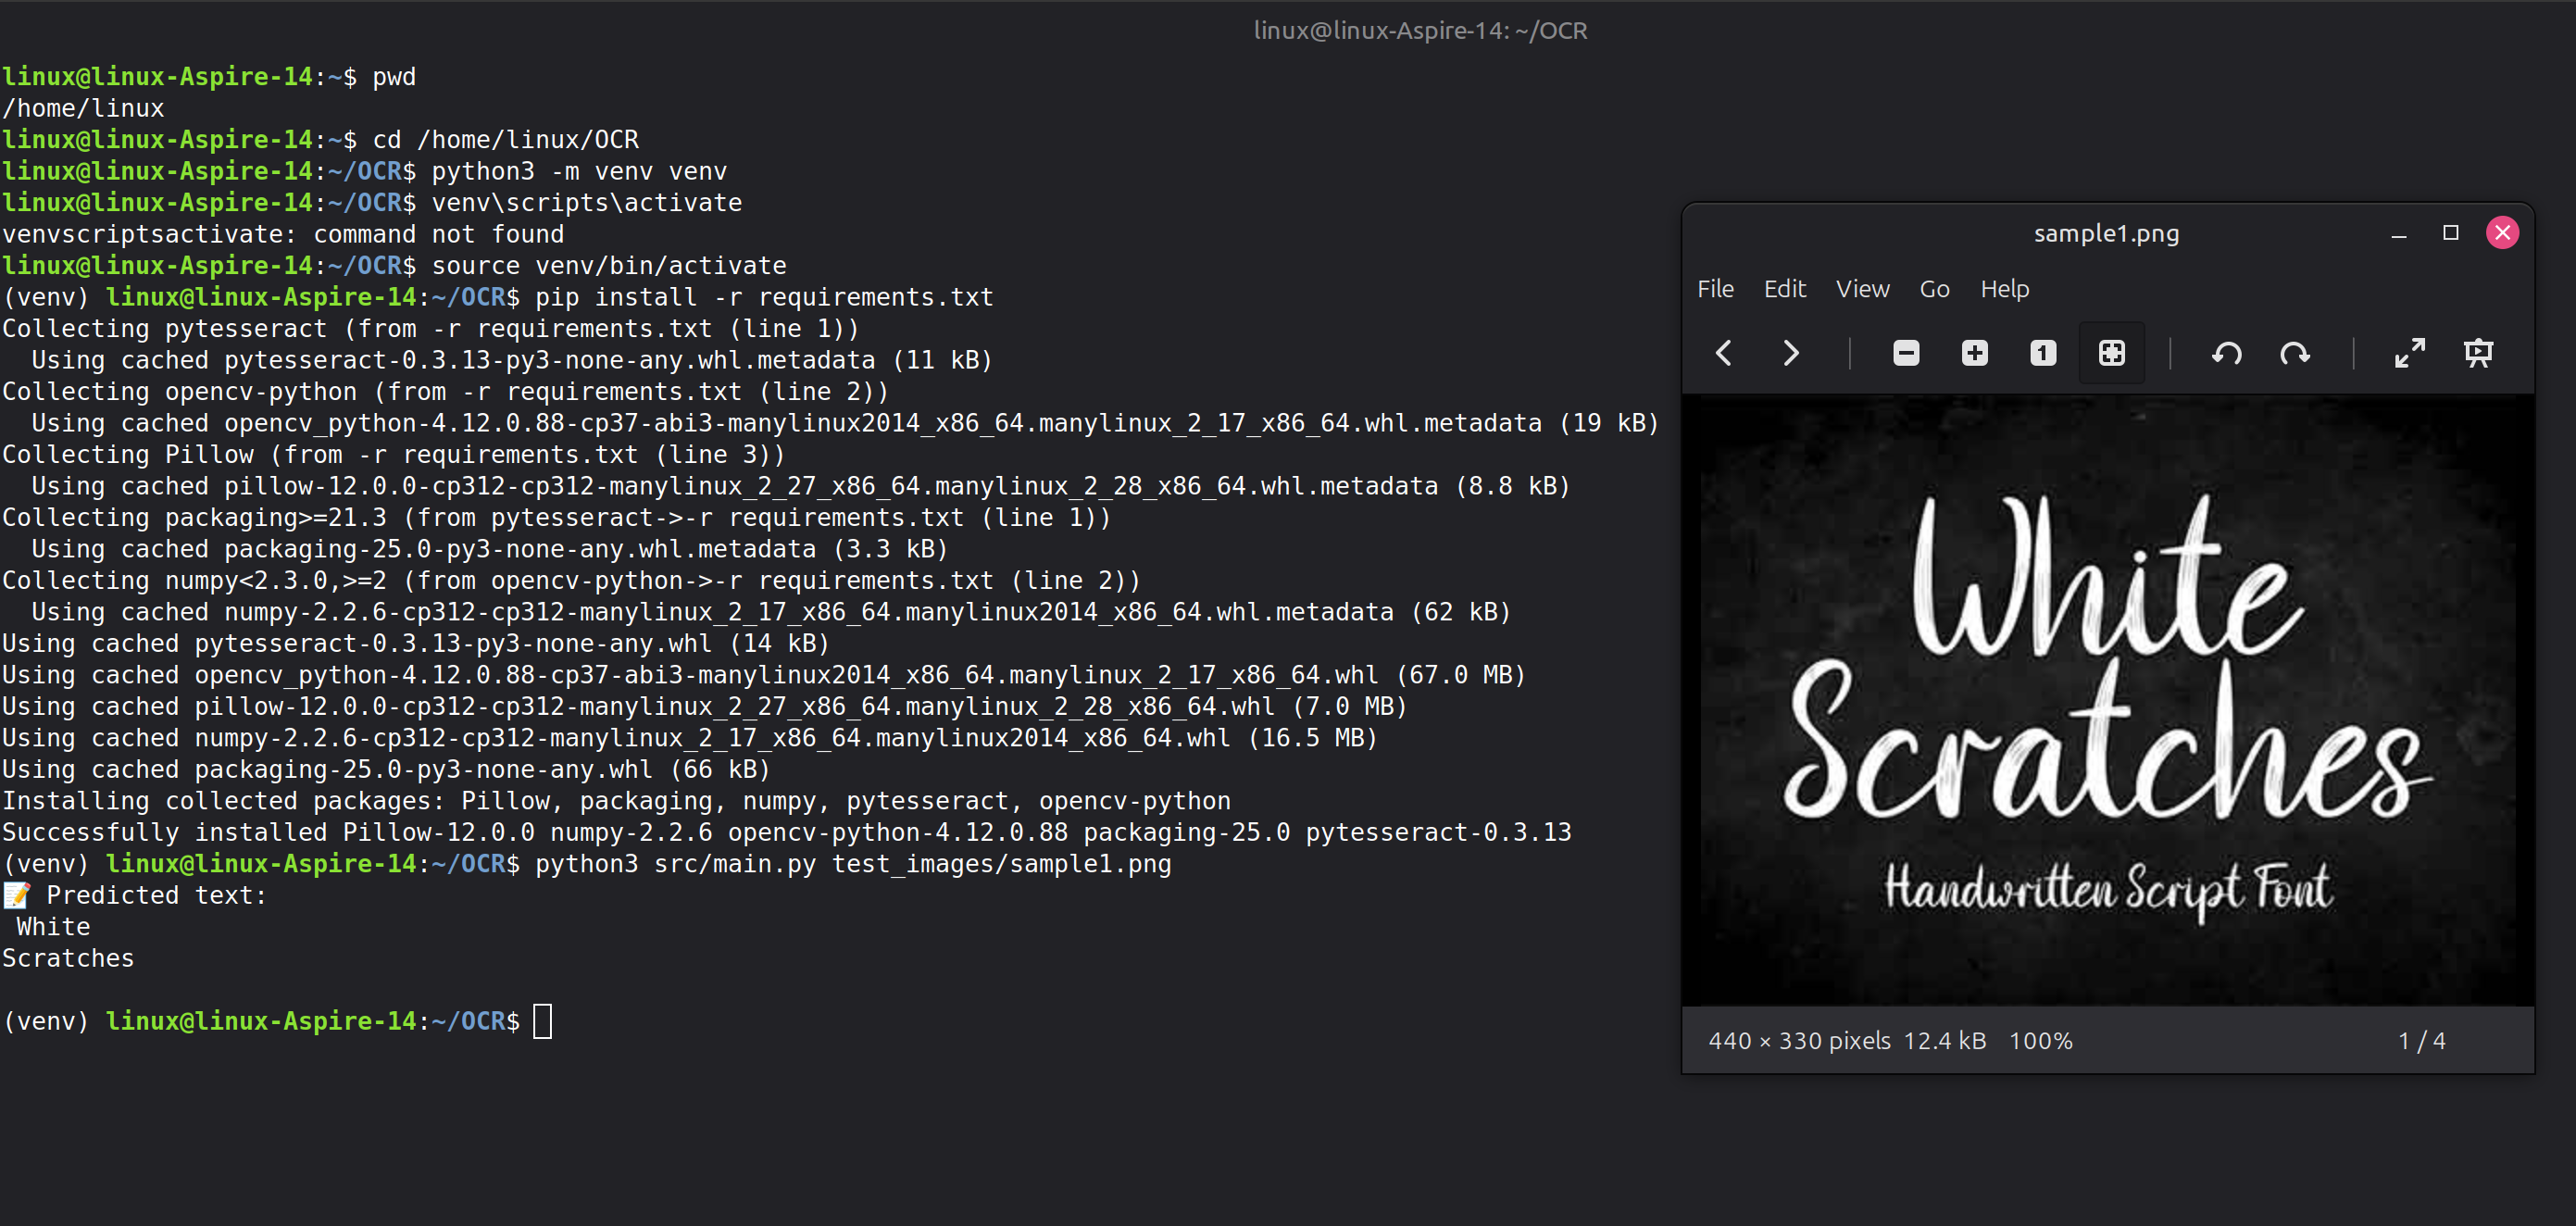 linux@linux-Aspire-14: ~/OCR
linux@linux-Aspire-14:~$ pwd
/home/linux
linux@linux-Aspire-14:~$ cd /home/linux/OCR
linux@linux-Aspire-14:~/OCR$ python3 -m venv venv
linux@linux-Aspire-14:~/OCR$ venv\scripts\activate
venvscriptsactivate: command not found
linux@linux-Aspire-14:~/OCR$ source venv/bin/activate
(venv) linux@linux-Aspire-14:~/OCR$ pip install -r requirements.txt
Collecting pytesseract (from -r requirements.txt (line 1))
  Using cached pytesseract-0.3.13-py3-none-any.whl.metadata (11 kB)
Collecting opencv-python (from -r requirements.txt (line 2))
  Using cached opencv_python-4.12.0.88-cp37-abi3-manylinux2014_x86_64.manylinux_2_17_x86_64.whl.metadata (19 kB)
Collecting Pillow (from -r requirements.txt (line 3))
  Using cached pillow-12.0.0-cp312-cp312-manylinux_2_27_x86_64.manylinux_2_28_x86_64.whl.metadata (8.8 kB)
Collecting packaging>=21.3 (from pytesseract->-r requirements.txt (line 1))
  Using cached packaging-25.0-py3-none-any.whl.metadata (3.3 kB)
Collecting numpy<2.3.0,>=2 (from opencv-python->-r requirements.txt (line 2))
  Using cached numpy-2.2.6-cp312-cp312-manylinux_2_17_x86_64.manylinux2014_x86_64.whl.metadata (62 kB)
Using cached pytesseract-0.3.13-py3-none-any.whl (14 kB)
Using cached opencv_python-4.12.0.88-cp37-abi3-manylinux2014_x86_64.manylinux_2_17_x86_64.whl (67.0 MB)
Using cached pillow-12.0.0-cp312-cp312-manylinux_2_27_x86_64.manylinux_2_28_x86_64.whl (7.0 MB)
Using cached numpy-2.2.6-cp312-cp312-manylinux_2_17_x86_64.manylinux2014_x86_64.whl (16.5 MB)
Using cached packaging-25.0-py3-none-any.whl (66 kB)
Installing collected packages: Pillow, packaging, numpy, pytesseract, opencv-python
Successfully installed Pillow-12.0.0 numpy-2.2.6 opencv-python-4.12.0.88 packaging-25.0 pytesseract-0.3.13
(venv) linux@linux-Aspire-14:~/OCR$ python3 src/main.py test_images/sample1.png
📝 Predicted text:
 White
Scratches
(venv) linux@linux-Aspire-14:~/OCR$
sample1.png
File Edit View Go Help
1
White
Scratches
Handwritten Script Font
440 × 330 pixels 12.4 kB 100% 1 / 4